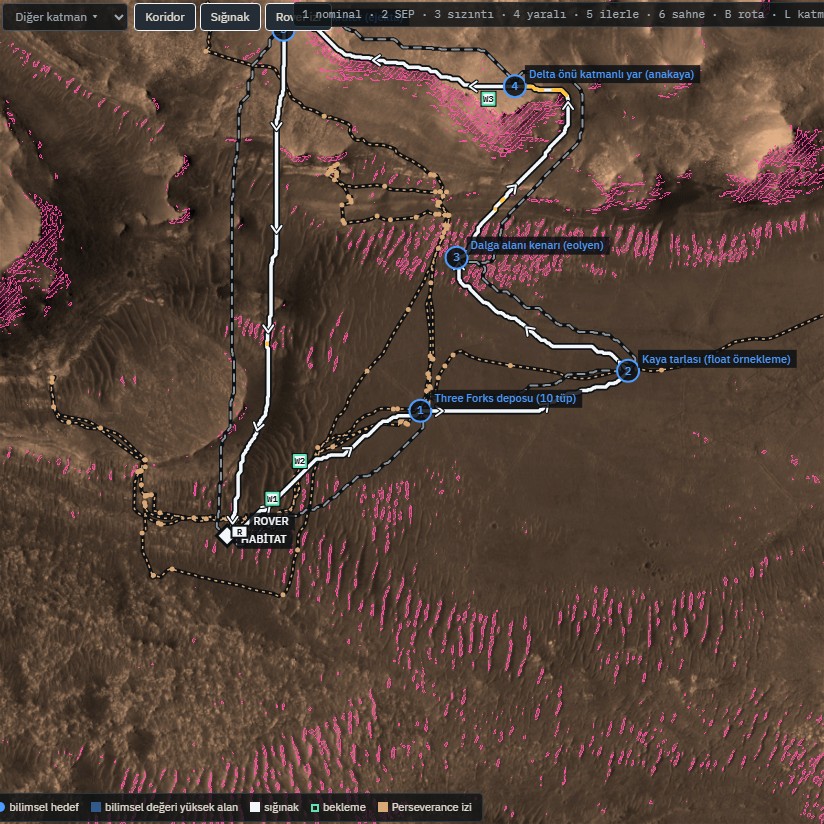 Diğer katman
Koridor
Sığınak
1 nominal · 2 SEP · 3 sızıntı · 4 yaralı · 5 ilerle · 6 sahne · B rota · L katm
4
Delta önü katmanlı yar (anakaya)
W3
3
Dalga alanı kenarı (eolyen)
2
Kaya tarlası (float örnekleme)
1
Three Forks deposu (10 tüp)
W2
W1
R
ROVER
HABİTAT
bilimsel hedef
bilimsel değeri yüksek alan
sığınak
bekleme
Perseverance izi